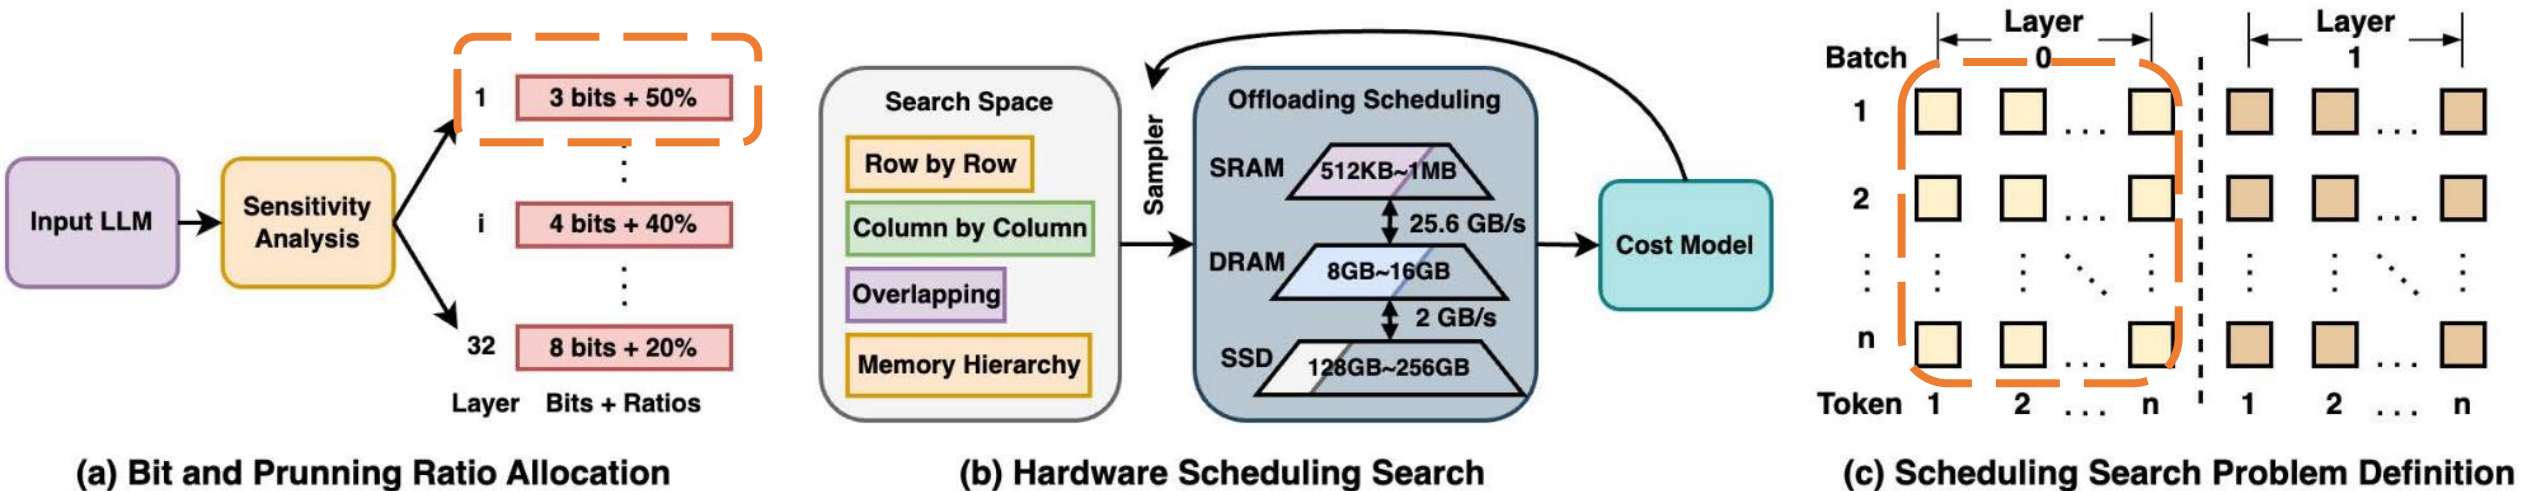 Input LLM
Sensitivity
Analysis
1
3 bits + 50%
i
4 bits + 40%
32
8 bits + 20%
Layer
Bits + Ratios
(a) Bit and Prunning Ratio Allocation
Search Space
Row by Row
Column by Column
Overlapping
Memory Hierarchy
Sampler
Offloading Scheduling
SRAM
512KB~1MB
25.6 GB/s
DRAM
8GB~16GB
2 GB/s
SSD
128GB~256GB
Cost Model
(b) Hardware Scheduling Search
Layer
0
Layer
1
Batch
1
2
n
Token 1 2 ... n 1 2 ... n
(c) Scheduling Search Problem Definition